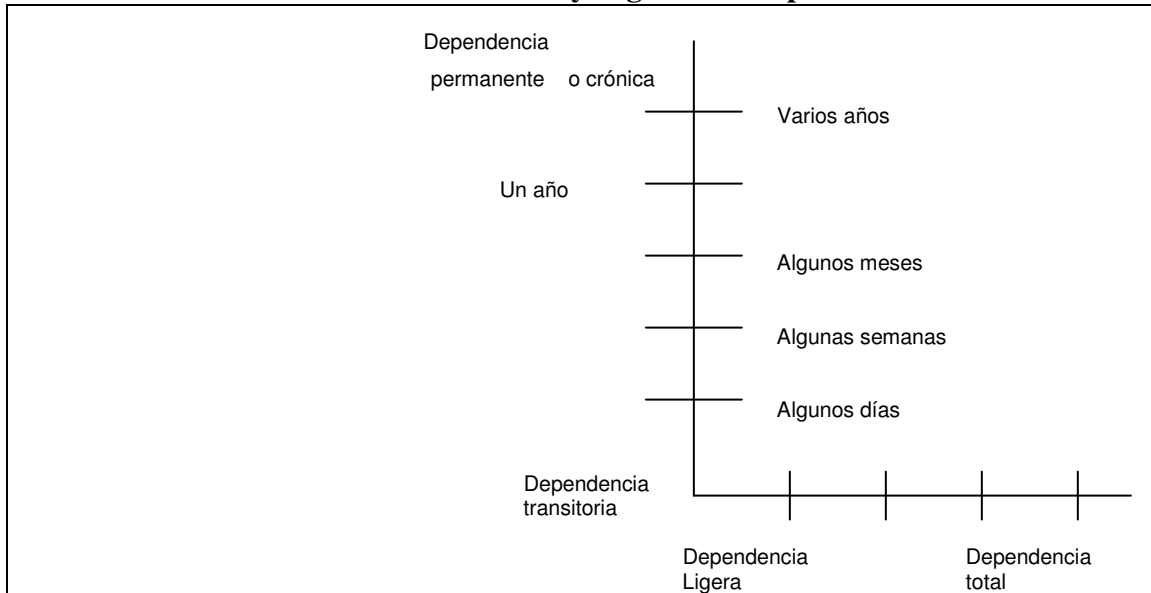 Dependencia
permanente o crónica
Varios años
Un año
Algunos meses
Algunas semanas
Algunos días
Dependencia
transitoria
Dependencia
Ligera
Dependencia
total